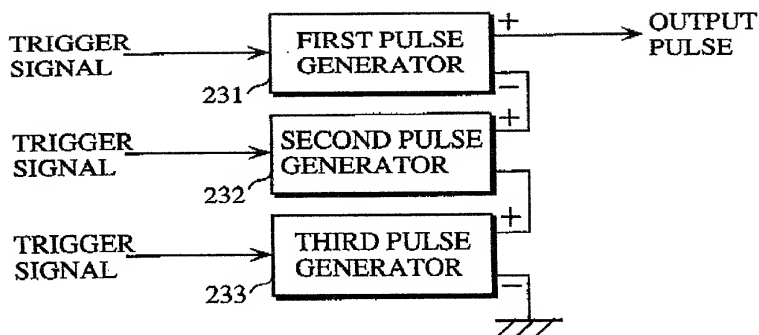 TRIGGER
SIGNAL
FIRST PULSE
GENERATOR
+
−
OUTPUT
PULSE
231
TRIGGER
SIGNAL
SECOND PULSE
GENERATOR
+
232
TRIGGER
SIGNAL
THIRD PULSE
GENERATOR
+
−
233